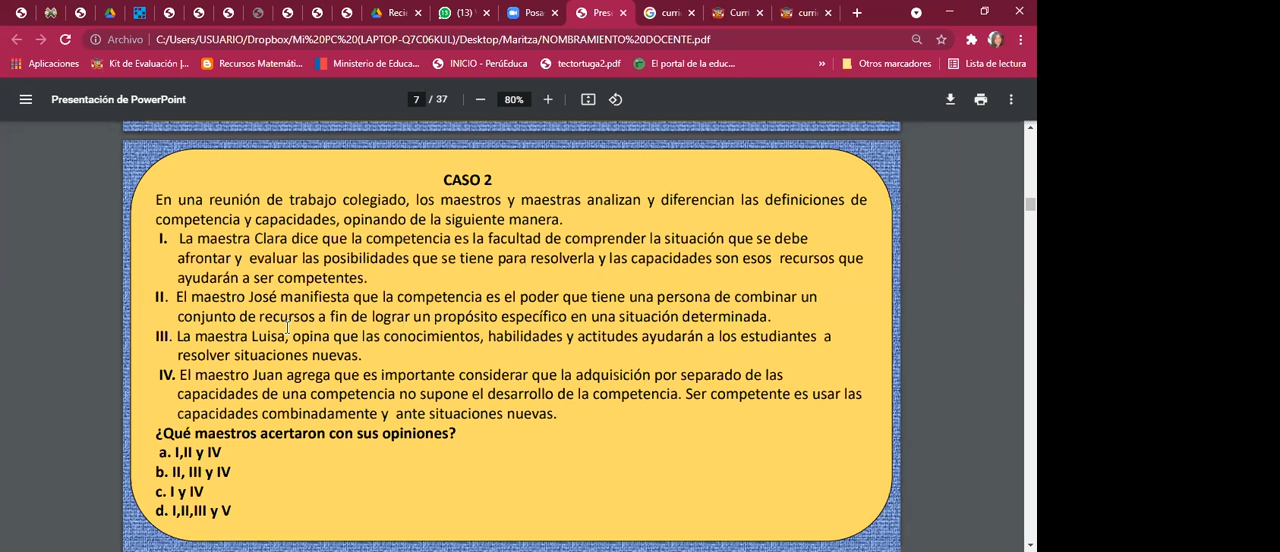 Recie
(13)
Posa
Pres
curric
Curri
curric
Archivo
C:/Users/USUARIO/Dropbox/Mi%20PC%20(LAPTOP-Q7C06KUL)/Desktop/Maritza/NOMBRAMIENTO%20DOCENTE.pdf
Aplicaciones
Kit de Evaluación |...
Recursos Matemáti...
Ministerio de Educa...
INICIO - PerúEduca
tectortuga2.pdf
El portal de la educ...
»
Otros marcadores
Lista de lectura
Presentación de PowerPoint
7 / 37
80%
CASO 2
En una reunión de trabajo colegiado, los maestros y maestras analizan y diferencian las definiciones de
competencia y capacidades, opinando de la siguiente manera.
I. La maestra Clara dice que la competencia es la facultad de comprender la situación que se debe
afrontar y evaluar las posibilidades que se tiene para resolverla y las capacidades son esos recursos que
ayudarán a ser competentes.
II. El maestro José manifiesta que la competencia es el poder que tiene una persona de combinar un
conjunto de recursos a fin de lograr un propósito específico en una situación determinada.
III. La maestra Luisa, opina que las conocimientos, habilidades y actitudes ayudarán a los estudiantes a
resolver situaciones nuevas.
IV. El maestro Juan agrega que es importante considerar que la adquisición por separado de las
capacidades de una competencia no supone el desarrollo de la competencia. Ser competente es usar las
capacidades combinadamente y ante situaciones nuevas.
¿Qué maestros acertaron con sus opiniones?
a. I,II y IV
b. II, III y IV
c. I y IV
d. I,II,III y V